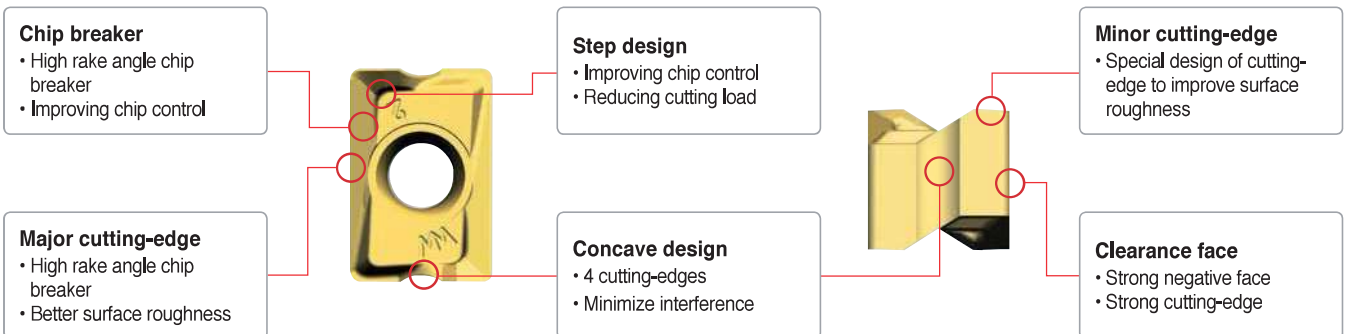 Chip breaker
• High rake angle chip
breaker
• Improving chip control
Step design
• Improving chip control
• Reducing cutting load
Minor cutting-edge
• Special design of cutting-
edge to improve surface
roughness
Major cutting-edge
• High rake angle chip
breaker
• Better surface roughness
Concave design
• 4 cutting-edges
• Minimize interference
Clearance face
• Strong negative face
• Strong cutting-edge
2
MM